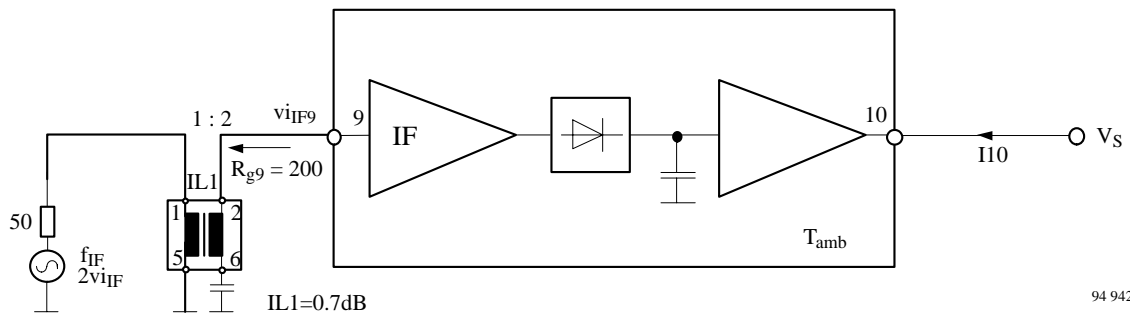 1 : 2
vi_IF9
9
IF
10
V_S
I10
R_g9 = 200
IL1
1
2
50
5
6
T_amb
f_IF
2vi_IF
IL1=0.7dB
94 942